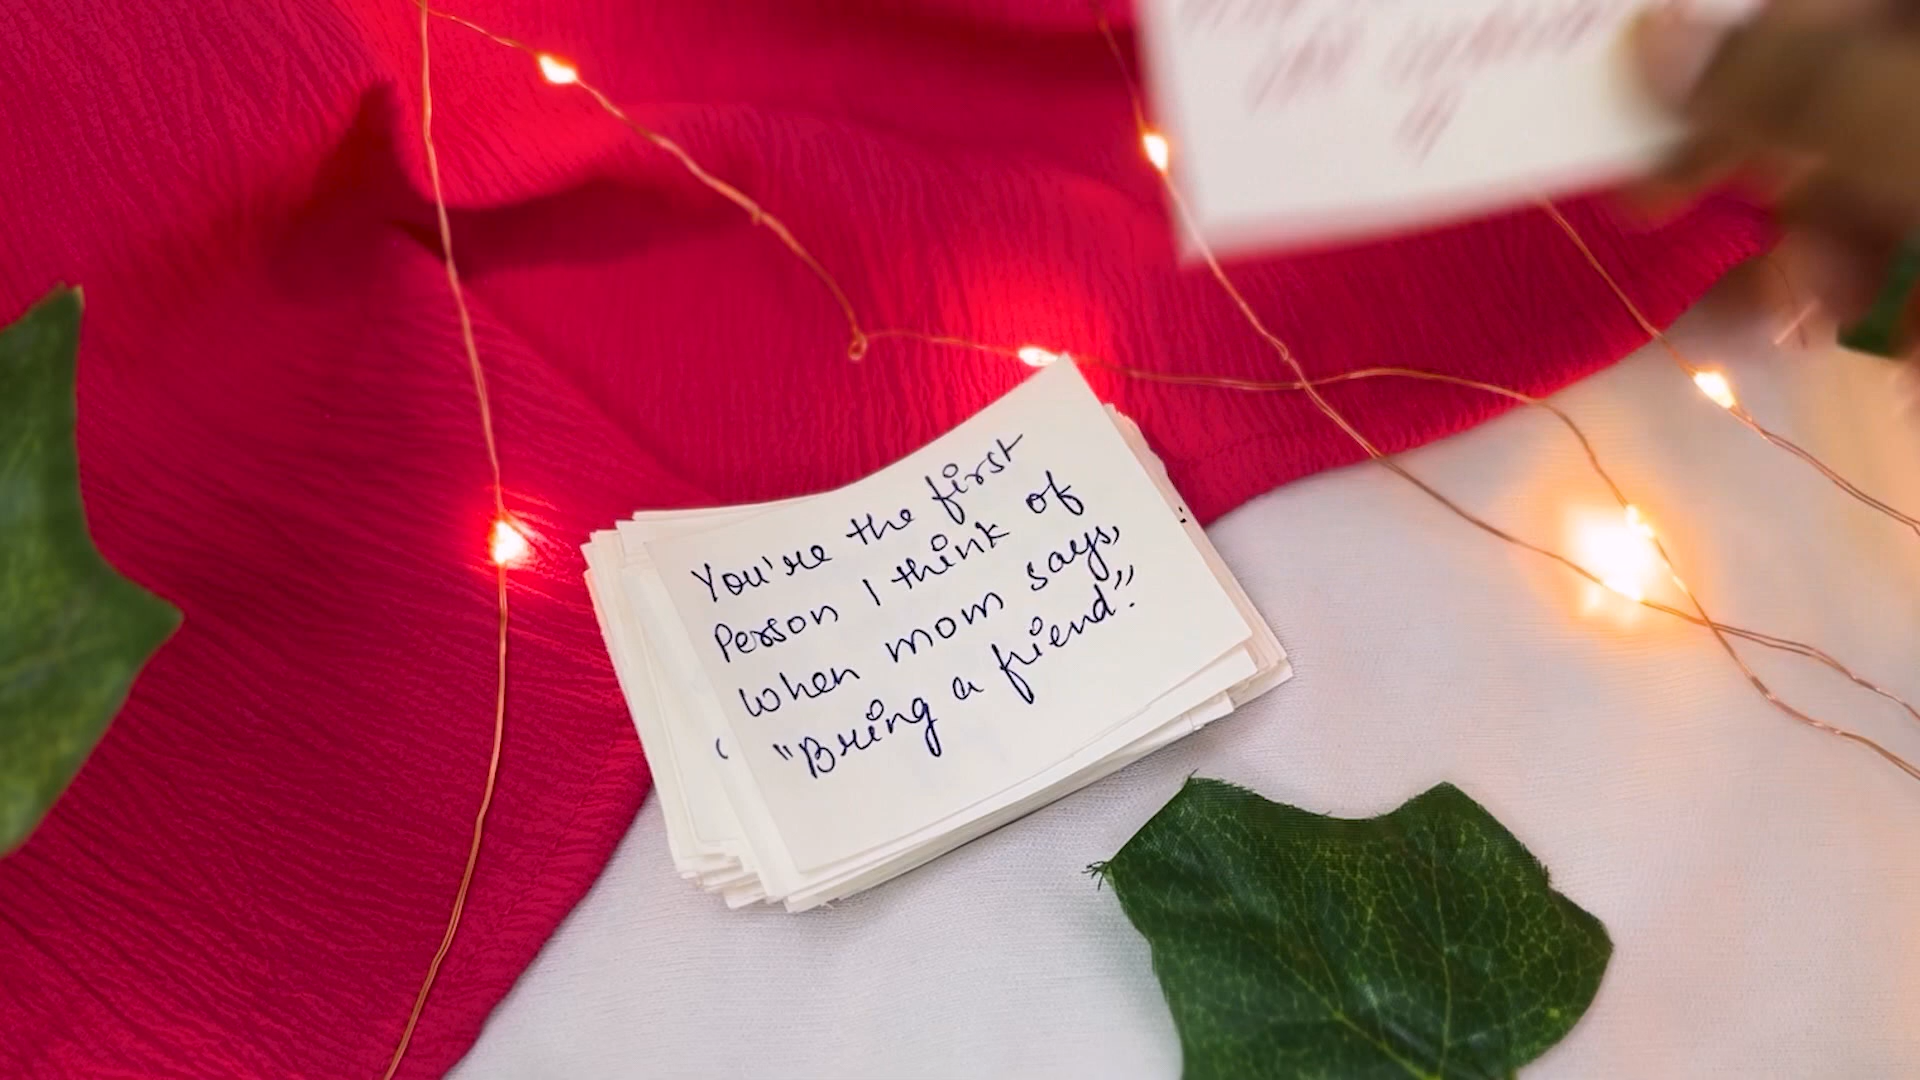 You're the first
Person I think of
when mom says,
"Bring a friend".